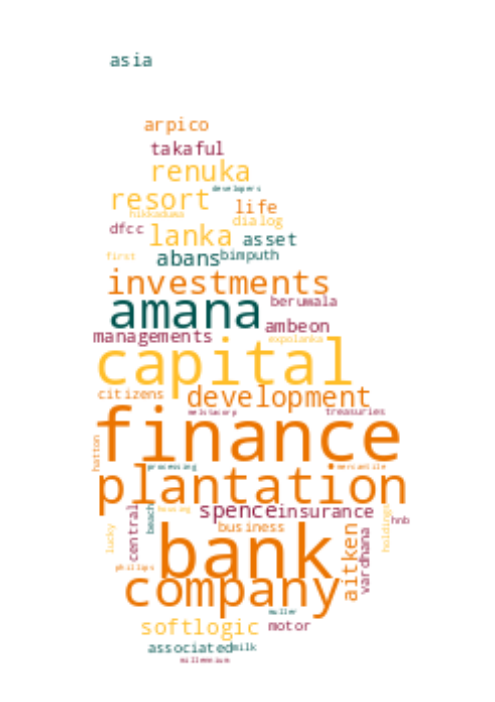 asia
arpico
takaful
renuka
developers
resort
life
hikkaduwa
dialog
dfcc
lanka
asset
first
abans
bimputh
investments
amana
beruwala
ambeon
managements
expolanka
capital
citizens
development
melstacorp
treasuries
finance
hatton
processing
mercantile
plantation
spence
insurance
holdings
hnb
central
beach
housing
business
lucky
bank
aitken
vardhana
phillips
company
muller
softlogic
motor
associated
milk
millennium